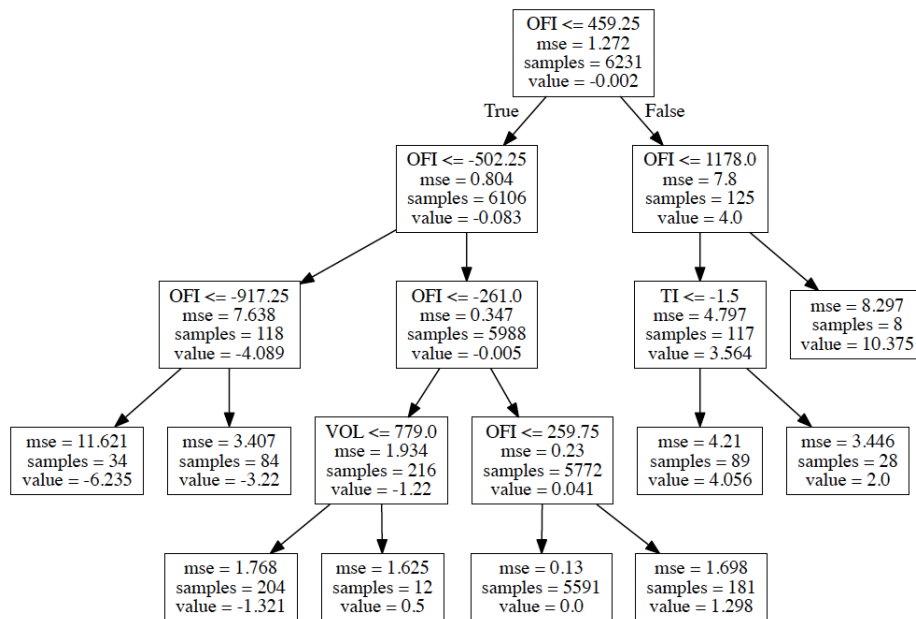 OFI <= 459.25
mse = 1.272
samples = 6231
value = -0.002
True
False
OFI <= -502.25
mse = 0.804
samples = 6106
value = -0.083
OFI <= 1178.0
mse = 7.8
samples = 125
value = 4.0
OFI <= -917.25
mse = 7.638
samples = 118
value = -4.089
OFI <= -261.0
mse = 0.347
samples = 5988
value = -0.005
TI <= -1.5
mse = 4.797
samples = 117
value = 3.564
mse = 8.297
samples = 8
value = 10.375
mse = 11.621
samples = 34
value = -6.235
mse = 3.407
samples = 84
value = -3.22
VOL <= 779.0
mse = 1.934
samples = 216
value = -1.22
OFI <= 259.75
mse = 0.23
samples = 5772
value = 0.041
mse = 4.21
samples = 89
value = 4.056
mse = 3.446
samples = 28
value = 2.0
mse = 1.768
samples = 204
value = -1.321
mse = 1.625
samples = 12
value = 0.5
mse = 0.13
samples = 5591
value = 0.0
mse = 1.698
samples = 181
value = 1.298